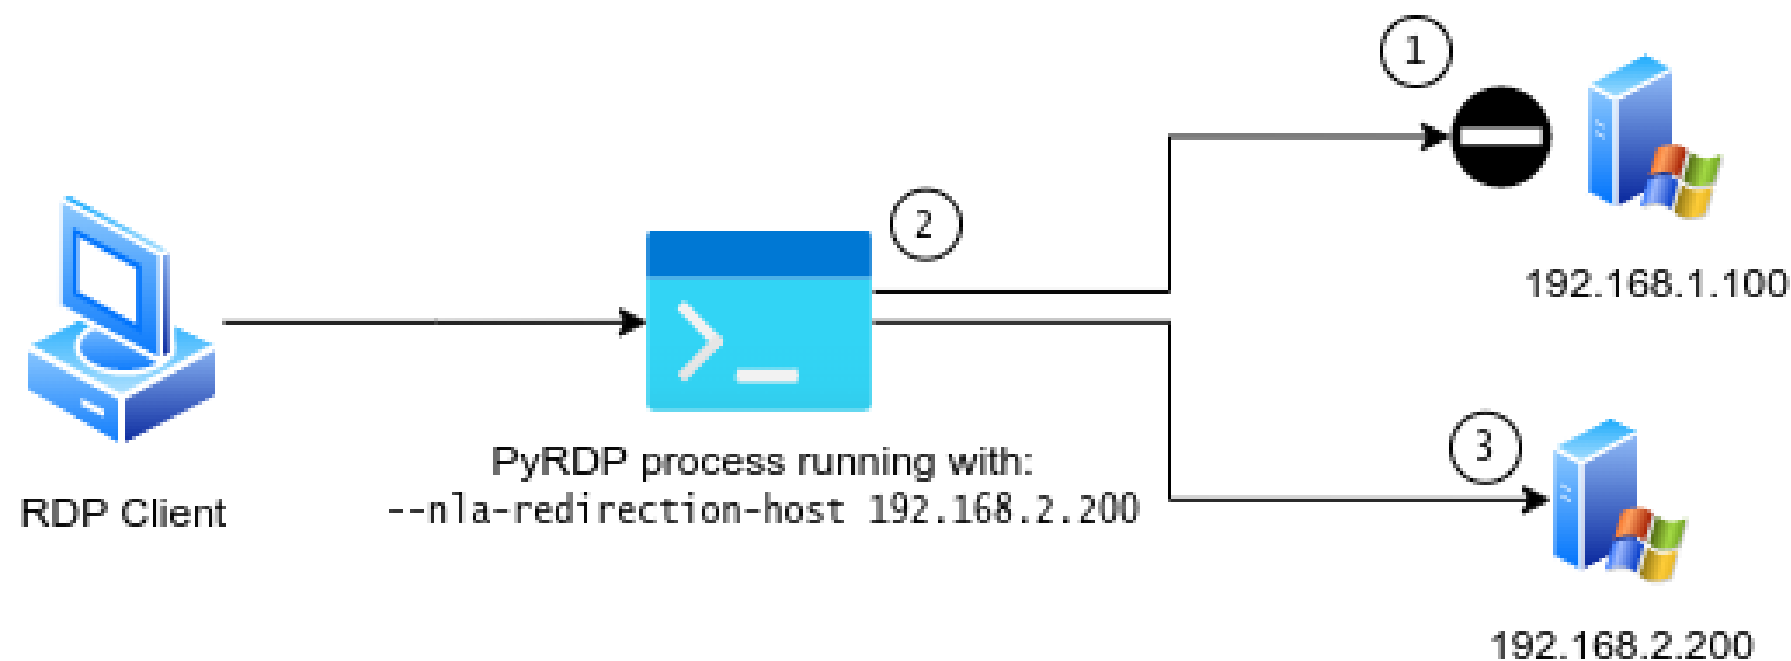 1
192.168.1.100
2
RDP Client
PyRDP process running with:
--nla-redirection-host 192.168.2.200
3
192.168.2.200